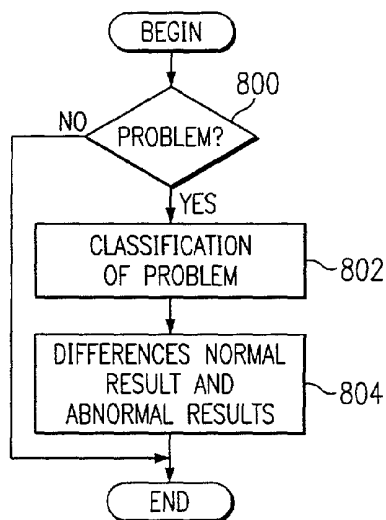 BEGIN
800
NO
PROBLEM?
YES
CLASSIFICATION
OF PROBLEM
802
DIFFERENCES NORMAL
RESULT AND
ABNORMAL RESULTS
804
END